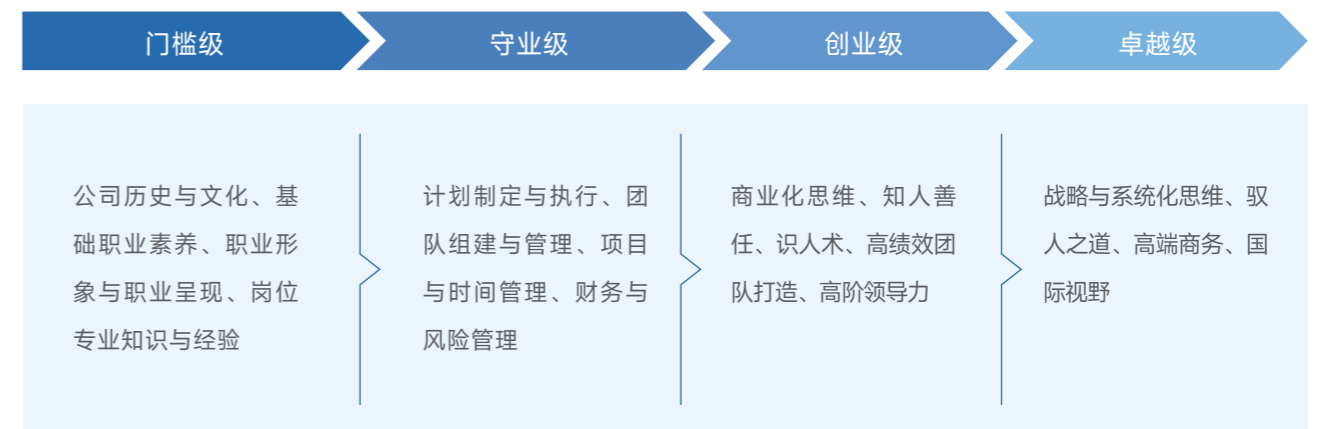 门槛级
守业级
创业级
卓越级
公司历史与文化、基
础职业素养、职业形
象与职业呈现、岗位
专业知识与经验
计划制定与执行、团
队组建与管理、项目
与时间管理、财务与
风险管理
商业化思维、知人善
任、识人术、高绩效团
队打造、高阶领导力
战略与系统化思维、驭
人之道、高端商务、国
际视野